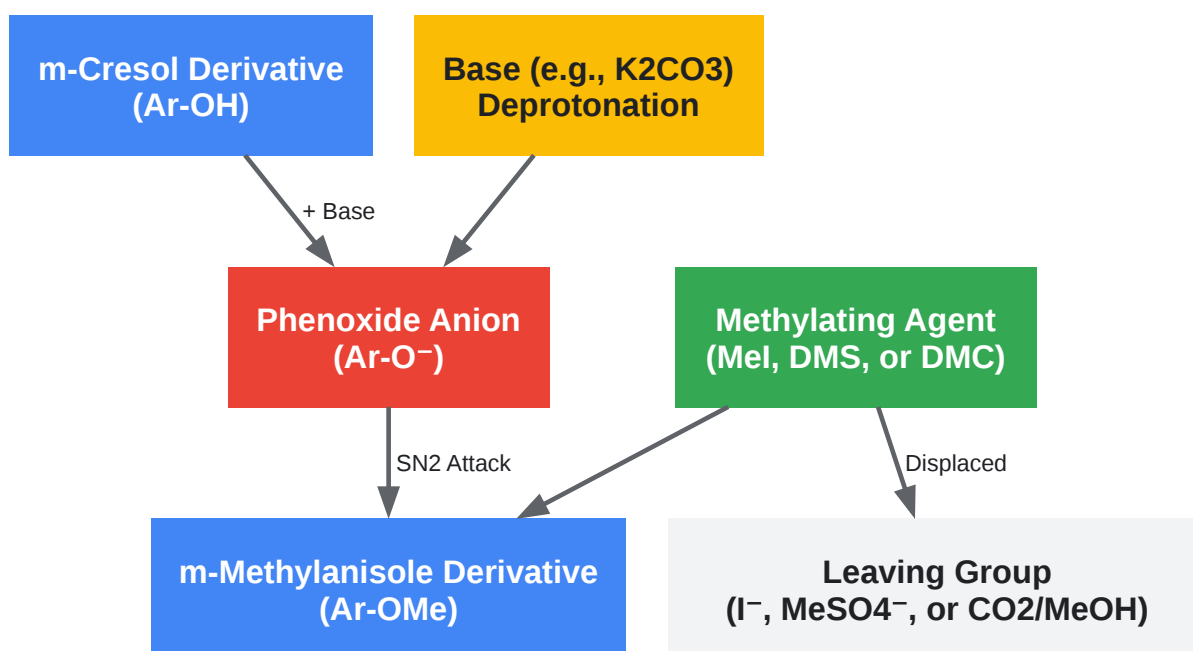 m-Cresol Derivative
(Ar-OH)
Base (e.g., K2CO3)
Deprotonation
+ Base
Phenoxide Anion
(Ar-O⁻)
Methylating Agent
(MeI, DMS, or DMC)
SN2 Attack
Displaced
m-Methylanisole Derivative
(Ar-OMe)
Leaving Group
(I⁻, MeSO4⁻, or CO2/MeOH)